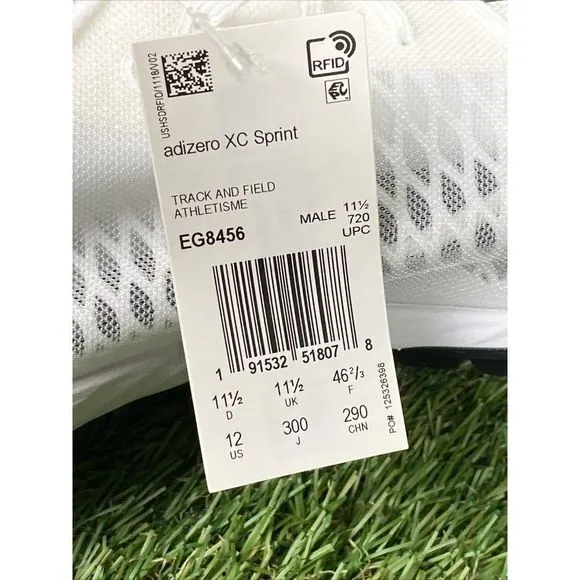 USHSDRFID/1118/V02
RFID
adizero XC Sprint
TRACK AND FIELD
ATHLETISME
MALE 11½
720
UPC
EG8456
1 91532 51807 8
11½ 11½ 46²/₃
D UK F
12 300 290
US J CHN
PO# 125326398